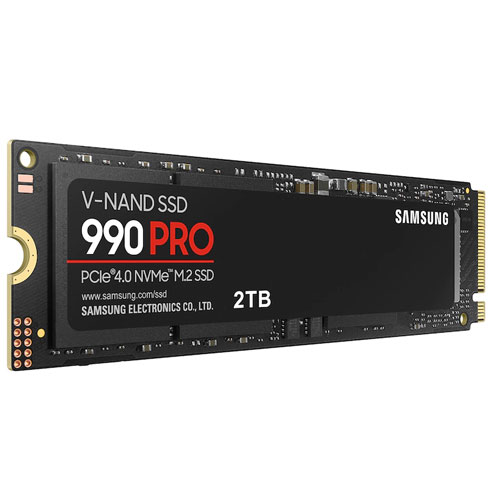 V-NAND SSD
990 PRO
PCIe®4.0 NVMe™ M.2 SSD
www.samsung.com/ssd
SAMSUNG ELECTRONICS CO., LTD.
2TB
SAMSUNG